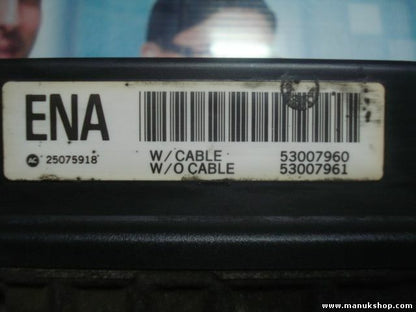 ENA
AC 25075918
W/CABLE 53007960
W/O CABLE 53007961
www.manukshop.com